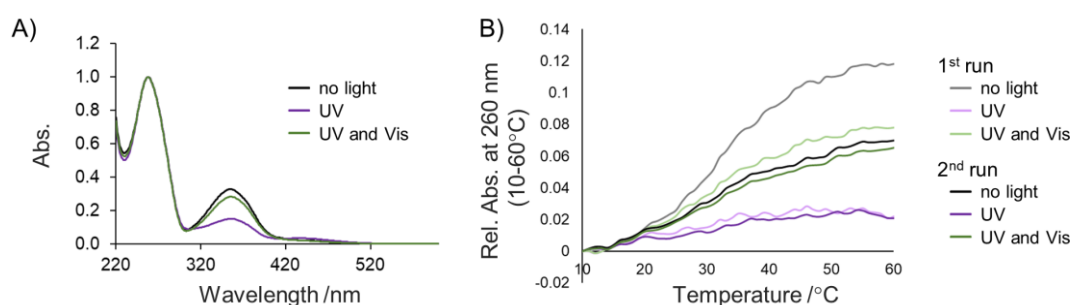 A)
Abs.
1.2
1.0
0.8
0.6
0.4
0.2
0.0
220
320
420
520
Wavelength /nm
no light
UV
UV and Vis
B)
Rel. Abs. at 260 nm
(10-60°C)
0.14
0.12
0.1
0.08
0.06
0.04
0.02
0
-0.02
10
20
30
40
50
60
Temperature /°C
1st run
no light
UV
UV and Vis
2nd run
no light
UV
UV and Vis